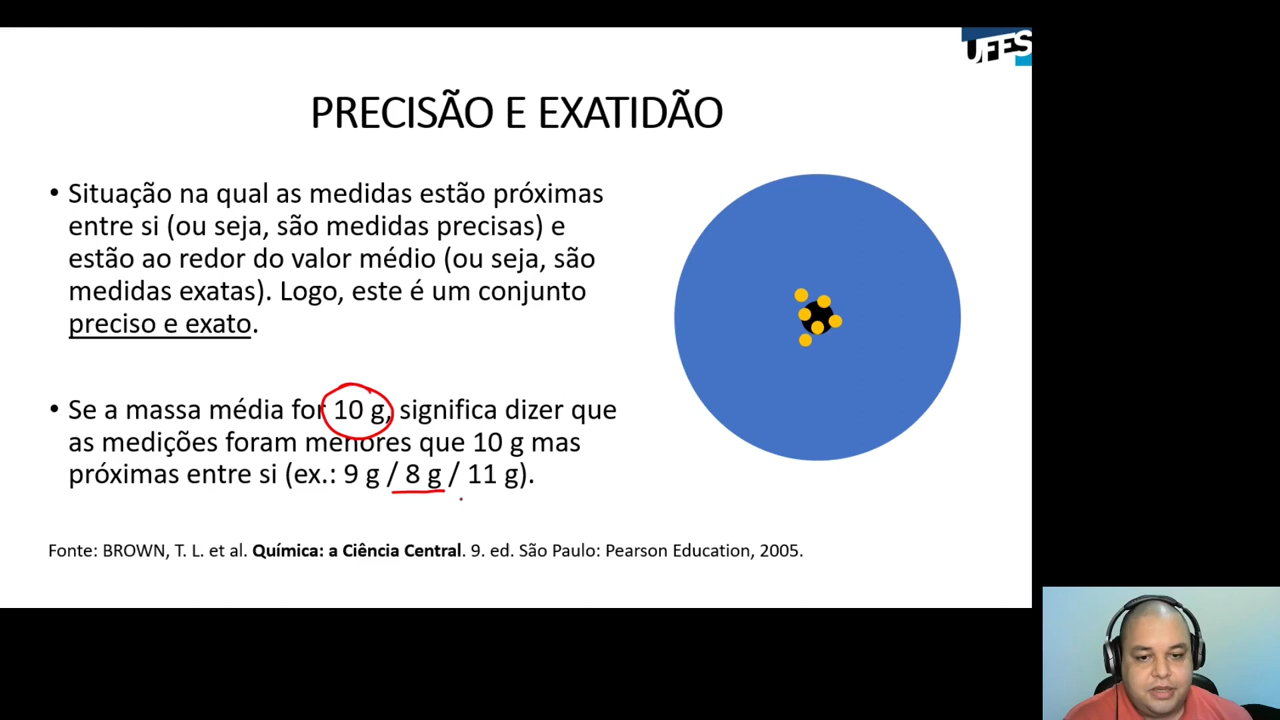 UFES
PRECISÃO E EXATIDÃO
• Situação na qual as medidas estão próximas
entre si (ou seja, são medidas precisas) e
estão ao redor do valor médio (ou seja, são
medidas exatas). Logo, este é um conjunto
preciso e exato.
• Se a massa média for 10 g, significa dizer que
as medições foram menores que 10 g mas
próximas entre si (ex.: 9 g / 8 g / 11 g).
Fonte: BROWN, T. L. et al. Química: a Ciência Central. 9. ed. São Paulo: Pearson Education, 2005.